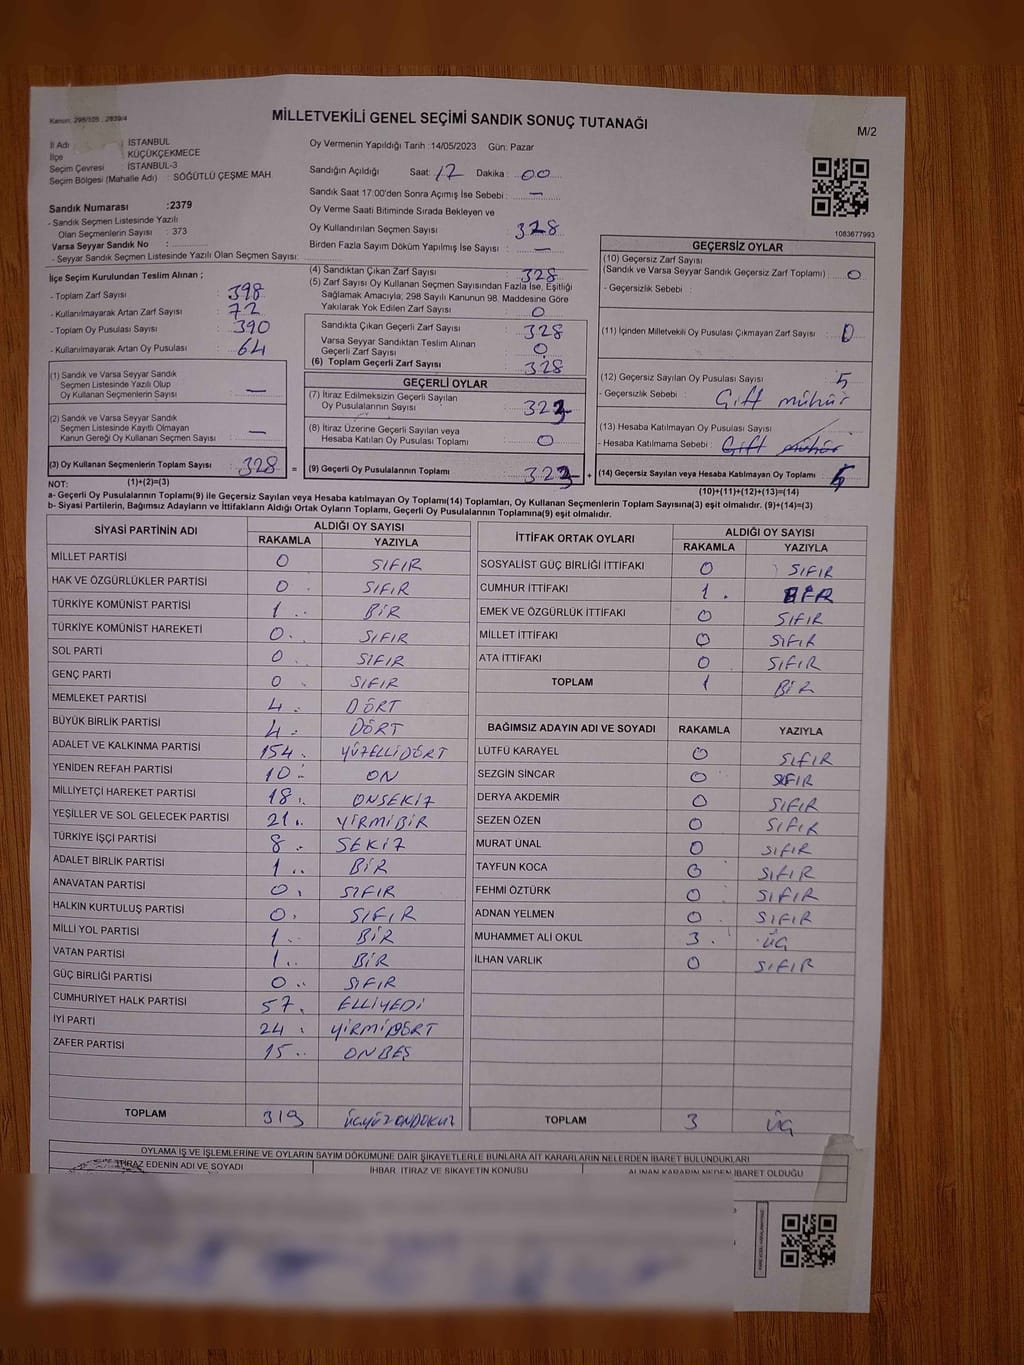 Kanun: 298/105 : 2839/4
MİLLETVEKİLİ GENEL SEÇİMİ SANDIK SONUÇ TUTANAĞI
M/2
İl Adı : İSTANBUL
İlçe : KÜÇÜKÇEKMECE
Seçim Çevresi : İSTANBUL-3
Seçim Bölgesi (Mahalle Adı) : SÖĞÜTLÜ ÇEŞME MAH.
Sandık Numarası :2379
- Sandık Seçmen Listesinde Yazılı
Olan Seçmenlerin Sayısı : 373
Varsa Seyyar Sandık No :
- Seyyar Sandık Seçmen Listesinde Yazılı Olan Seçmen Sayısı:
Oy Vermenin Yapıldığı Tarih :14/05/2023 Gün: Pazar
Sandığın Açıldığı Saat: 17 Dakika : 00
Sandık Saat 17:00'den Sonra Açımış İse Sebebi : —
Oy Verme Saati Bitiminde Sırada Bekleyen ve
Oy Kullandırılan Seçmen Sayısı 328
Birden Fazla Sayım Döküm Yapılmış İse Sayısı : —
1083677993
İlçe Seçim Kurulundan Teslim Alınan ;
- Toplam Zarf Sayısı : 398
- Kullanılmayarak Artan Zarf Sayısı : 72
- Toplam Oy Pusulası Sayısı : 390
- Kullanılmayarak Artan Oy Pusulası : 64
(1) Sandık ve Varsa Seyyar Sandık
Seçmen Listesinde Yazılı Olup
Oy Kullanan Seçmenlerin Sayısı : —
(2) Sandık ve Varsa Seyyar Sandık
Seçmen Listesinde Kayıtlı Olmayan
Kanun Gereği Oy Kullanan Seçmen Sayısı : —
(3) Oy Kullanan Seçmenlerin Toplam Sayısı : 328 =
(1)+(2)=(3)
(4) Sandıktan Çıkan Zarf Sayısı : 328
(5) Zarf Sayısı Oy Kullanan Seçmen Sayısından Fazla İse, Eşitliği
Sağlamak Amacıyla; 298 Sayılı Kanunun 98. Maddesine Göre
Yakılarak Yok Edilen Zarf Sayısı : 0
Sandıkta Çıkan Geçerli Zarf Sayısı : 328
Varsa Seyyar Sandıktan Teslim Alınan
Geçerli Zarf Sayısı : 0
(6) Toplam Geçerli Zarf Sayısı : 328
GEÇERLİ OYLAR
(7) İtiraz Edilmeksizin Geçerli Sayılan
Oy Pusulalarının Sayısı : 323
(8) İtiraz Üzerine Geçerli Sayılan veya
Hesaba Katılan Oy Pusulası Toplamı : 0
(9) Geçerli Oy Pusulalarının Toplamı : 323 +
GEÇERSİZ OYLAR
(10) Geçersiz Zarf Sayısı
(Sandık ve Varsa Seyyar Sandık Geçersiz Zarf Toplamı) : 0
- Geçersizlik Sebebi :
(11) İçinden Milletvekili Oy Pusulası Çıkmayan Zarf Sayısı : 0
(12) Geçersiz Sayılan Oy Pusulası Sayısı : 5
- Geçersizlik Sebebi : Çift mühür
(13) Hesaba Katılmayan Oy Pusulası Sayısı :
- Hesaba Katılmama Sebebi : Çift mühür
(14) Geçersiz Sayılan veya Hesaba Katılmayan Oy Toplamı : 5
(10)+(11)+(12)+(13)=(14)
NOT:
a- Geçerli Oy Pusulalarının Toplamı(9) ile Geçersiz Sayılan veya Hesaba katılmayan Oy Toplamı(14) Toplamları, Oy Kullanan Seçmenlerin Toplam Sayısına(3) eşit olmalıdır. (9)+(14)=(3)
b- Siyasi Partilerin, Bağımsız Adayların ve İttifakların Aldığı Ortak Oyların Toplamı, Geçerli Oy Pusulalarının Toplamına(9) eşit olmalıdır.
SİYASİ PARTİNİN ADI ALDIĞI OY SAYISI
RAKAMLA YAZIYLA
MİLLET PARTİSİ 0 SIFIR
HAK VE ÖZGÜRLÜKLER PARTİSİ 0 SIFIR
TÜRKİYE KOMÜNİST PARTİSİ 1 BİR
TÜRKİYE KOMÜNİST HAREKETİ 0 SIFIR
SOL PARTİ 0 SIFIR
GENÇ PARTİ 0 SIFIR
MEMLEKET PARTİSİ 4 DÖRT
BÜYÜK BİRLİK PARTİSİ 4 DÖRT
ADALET VE KALKINMA PARTİSİ 154 YÜZELLİDÖRT
YENİDEN REFAH PARTİSİ 10 ON
MİLLİYETÇİ HAREKET PARTİSİ 18 ONSEKİZ
YEŞİLLER VE SOL GELECEK PARTİSİ 21 YİRMİBİR
TÜRKİYE İŞÇİ PARTİSİ 8 SEKİZ
ADALET BİRLİK PARTİSİ 1 BİR
ANAVATAN PARTİSİ 0 SIFIR
HALKIN KURTULUŞ PARTİSİ 0 SIFIR
MİLLİ YOL PARTİSİ 1 BİR
VATAN PARTİSİ 1 BİR
GÜÇ BİRLİĞİ PARTİSİ 0 SIFIR
CUMHURİYET HALK PARTİSİ 57 ELLİYEDİ
İYİ PARTİ 24 YİRMİDÖRT
ZAFER PARTİSİ 15 ONBEŞ
TOPLAM 319 ÜÇYÜZONDOKUZ
İTTİFAK ORTAK OYLARI ALDIĞI OY SAYISI
RAKAMLA YAZIYLA
SOSYALİST GÜÇ BİRLİĞİ İTTİFAKI 0 SIFIR
CUMHUR İTTİFAKI 1 BİR
EMEK VE ÖZGÜRLÜK İTTİFAKI 0 SIFIR
MİLLET İTTİFAKI 0 SIFIR
ATA İTTİFAKI 0 SIFIR
TOPLAM 1 BİR
BAĞIMSIZ ADAYIN ADI VE SOYADI RAKAMLA YAZIYLA
LÜTFÜ KARAYEL 0 SIFIR
SEZGİN SİNCAR 0 SIFIR
DERYA AKDEMİR 0 SIFIR
SEZEN ÖZEN 0 SIFIR
MURAT ÜNAL 0 SIFIR
TAYFUN KOCA 0 SIFIR
FEHMİ ÖZTÜRK 0 SIFIR
ADNAN YELMEN 0 SIFIR
MUHAMMET ALİ OKUL 3 ÜÇ
İLHAN VARLIK 0 SIFIR
TOPLAM 3 ÜÇ
OYLAMA İŞ VE İŞLEMLERİNE VE OYLARIN SAYIM DÖKÜMÜNE DAİR ŞİKAYETLERLE BUNLARA AİT KARARLARIN NELERDEN İBARET BULUNDUKLARI
İTİRAZ EDENİN ADI VE SOYADI İHBAR, İTİRAZ VE ŞİKAYETİN KONUSU ALINAN KARARIN NEDEN İBARET OLDUĞU